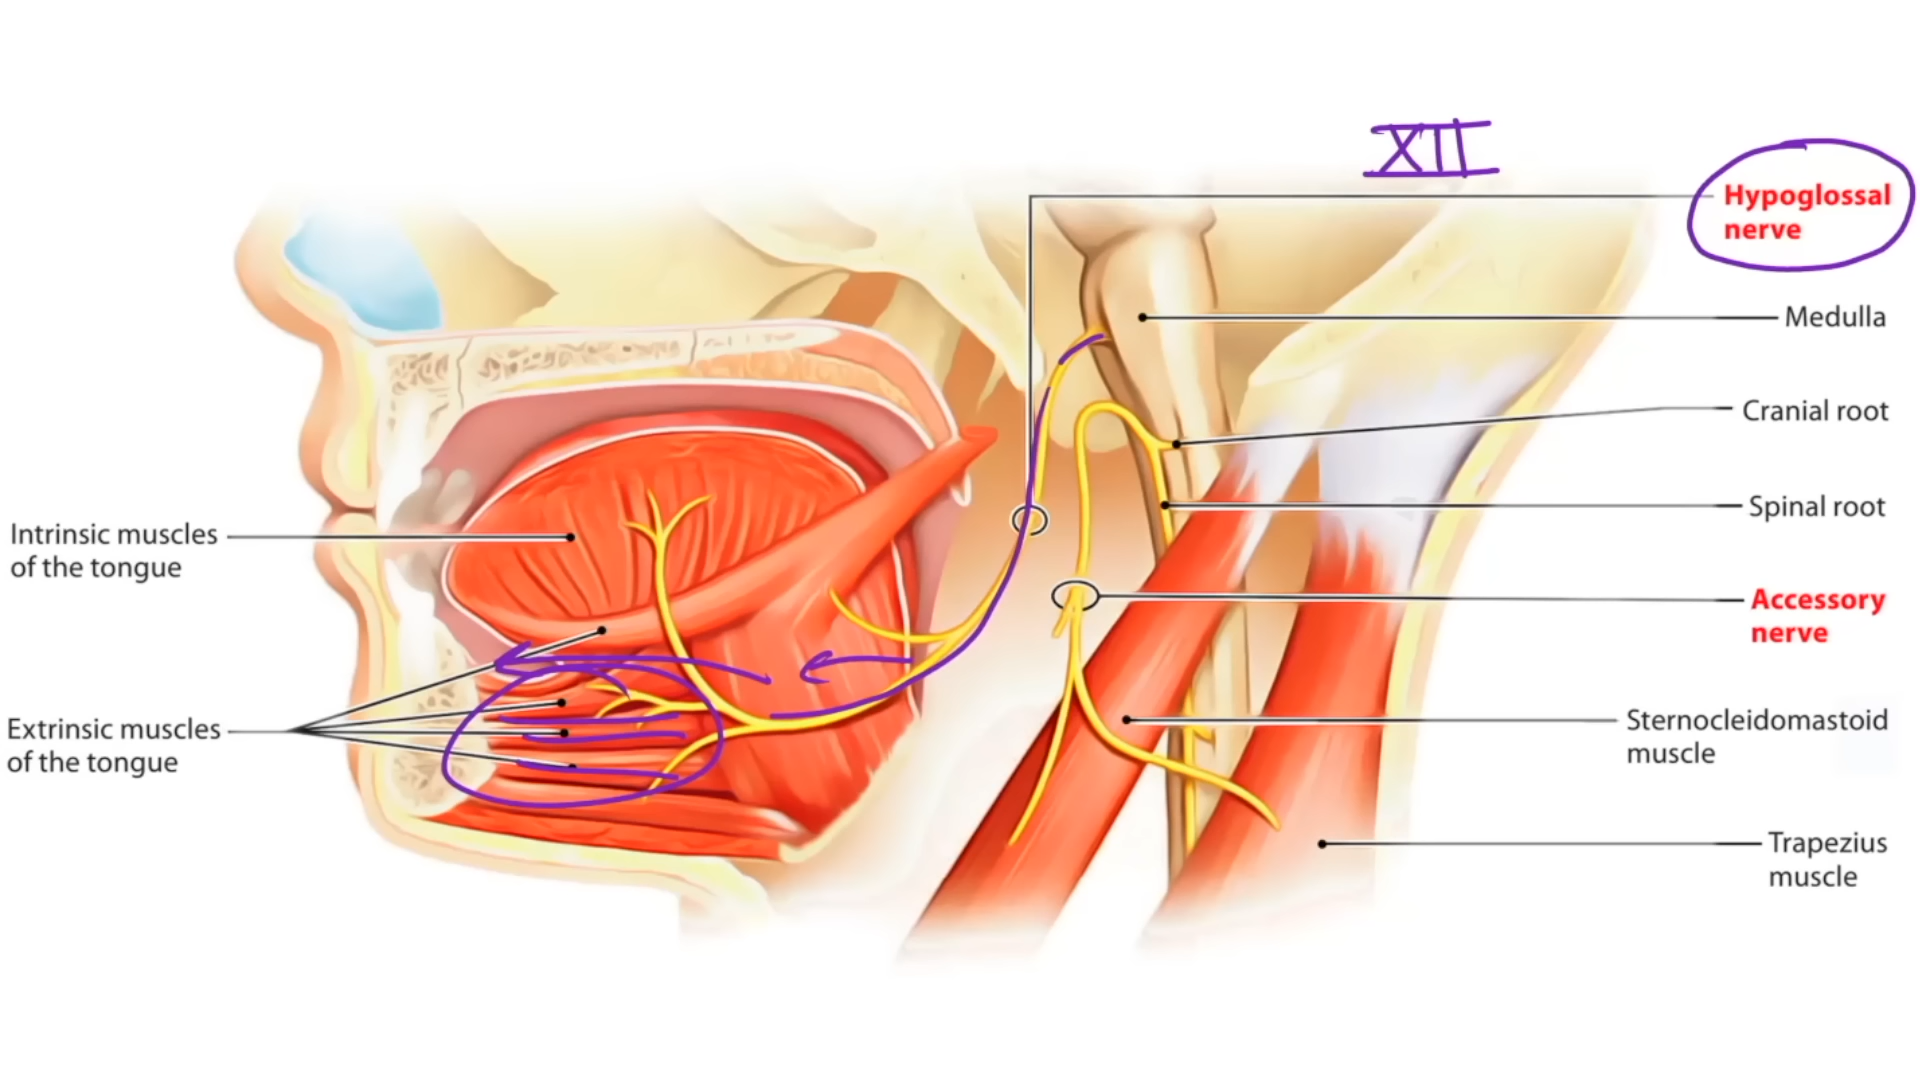 XII
Hypoglossal
nerve
Medulla
Cranial root
Spinal root
Intrinsic muscles
of the tongue
Accessory
nerve
Extrinsic muscles
of the tongue
Sternocleidomastoid
muscle
Trapezius
muscle